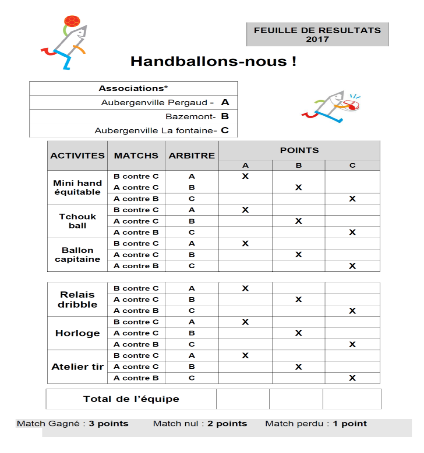 FEUILLE DE RESULTATS
2017
Handballons-nous !
Associations*
Aubergenville Pergaud - A
Bazemont- B
Aubergenville La fontaine- C
ACTIVITES MATCHS ARBITRE POINTS
A B C
Mini hand équitable
B contre C A X
A contre C B X
A contre B C X
Tchouk ball
B contre C A X
A contre C B X
A contre B C X
Ballon capitaine
B contre C A X
A contre C B X
A contre B C X
Relais dribble
B contre C A X
A contre C B X
A contre B C X
Horloge
B contre C A X
A contre C B X
A contre B C X
Atelier tir
B contre C A X
A contre C B X
A contre B C X
Total de l'équipe
Match Gagné : 3 points Match nul : 2 points Match perdu : 1 point